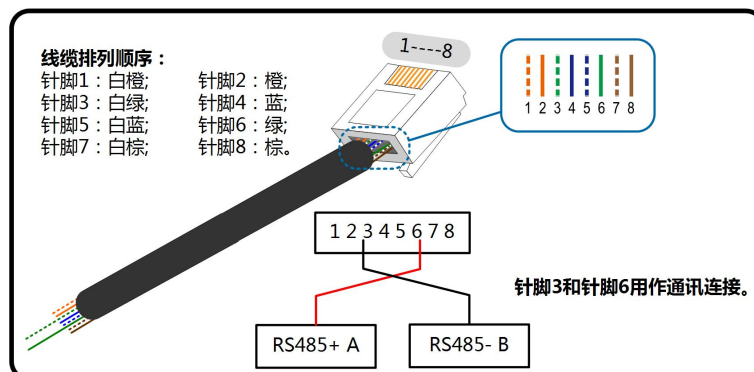 线缆排列顺序：
针脚1：白橙; 针脚2：橙;
针脚3：白绿; 针脚4：蓝;
针脚5：白蓝; 针脚6：绿;
针脚7：白棕; 针脚8：棕。
1----8
1 2 3 4 5 6 7 8
1 2 3 4 5 6 7 8
针脚3和针脚6用作通讯连接。
RS485+ A
RS485- B